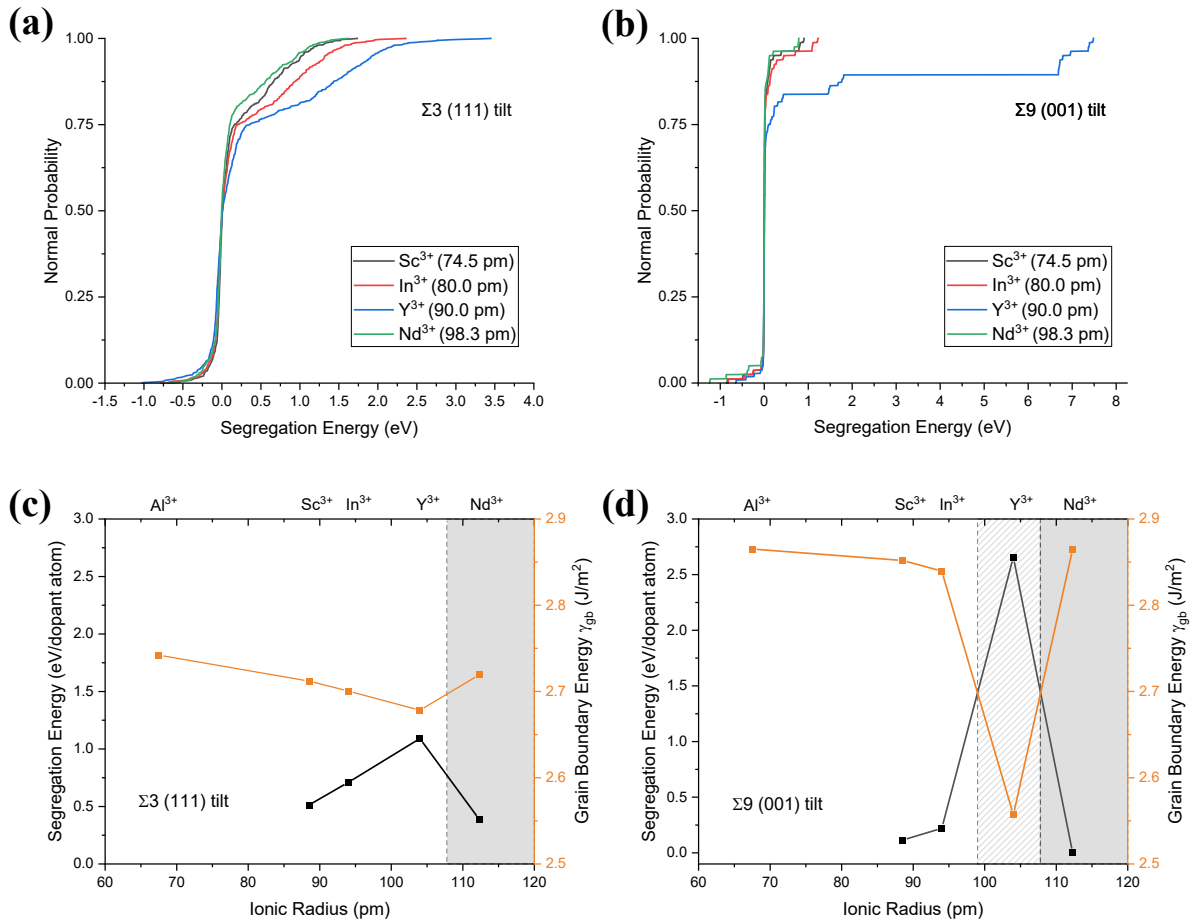 (a)
1.00
0.75
0.50
0.25
0.00
Normal Probability
Σ3 (111) tilt
Sc³⁺ (74.5 pm)
In³⁺ (80.0 pm)
Y³⁺ (90.0 pm)
Nd³⁺ (98.3 pm)
-1.5 -1.0 -0.5 0.0 0.5 1.0 1.5 2.0 2.5 3.0 3.5 4.0
Segregation Energy (eV)
(b)
1.00
0.75
0.50
0.25
0.00
Normal Probability
Σ9 (001) tilt
Sc³⁺ (74.5 pm)
In³⁺ (80.0 pm)
Y³⁺ (90.0 pm)
Nd³⁺ (98.3 pm)
-1 0 1 2 3 4 5 6 7 8
Segregation Energy (eV)
(c)
Al³⁺ Sc³⁺ In³⁺ Y³⁺ Nd³⁺
3.0
2.5
2.0
1.5
1.0
0.5
0.0
Segregation Energy (eV/dopant atom)
2.9
2.8
2.7
2.6
2.5
Grain Boundary Energy γgb (J/m²)
Σ3 (111) tilt
60 70 80 90 100 110 120
Ionic Radius (pm)
(d)
Al³⁺ Sc³⁺ In³⁺ Y³⁺ Nd³⁺
3.0
2.5
2.0
1.5
1.0
0.5
0.0
Segregation Energy (eV/dopant atom)
2.9
2.8
2.7
2.6
2.5
Grain Boundary Energy γgb (J/m²)
Σ9 (001) tilt
60 70 80 90 100 110 120
Ionic Radius (pm)